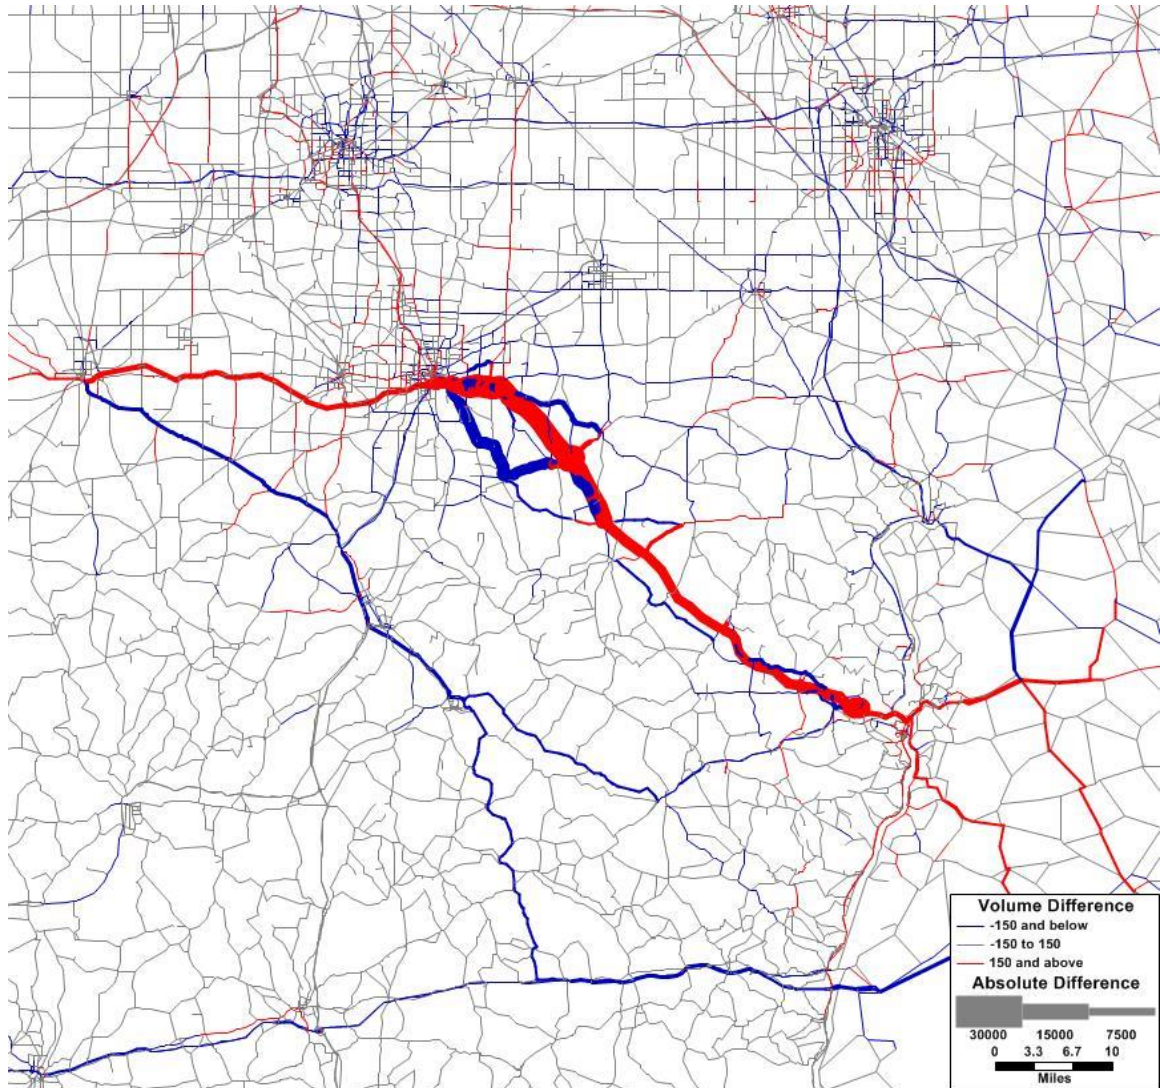 Volume Difference
-150 and below
-150 to 150
150 and above
Absolute Difference
30000 15000 7500
0 3.3 6.7 10
Miles